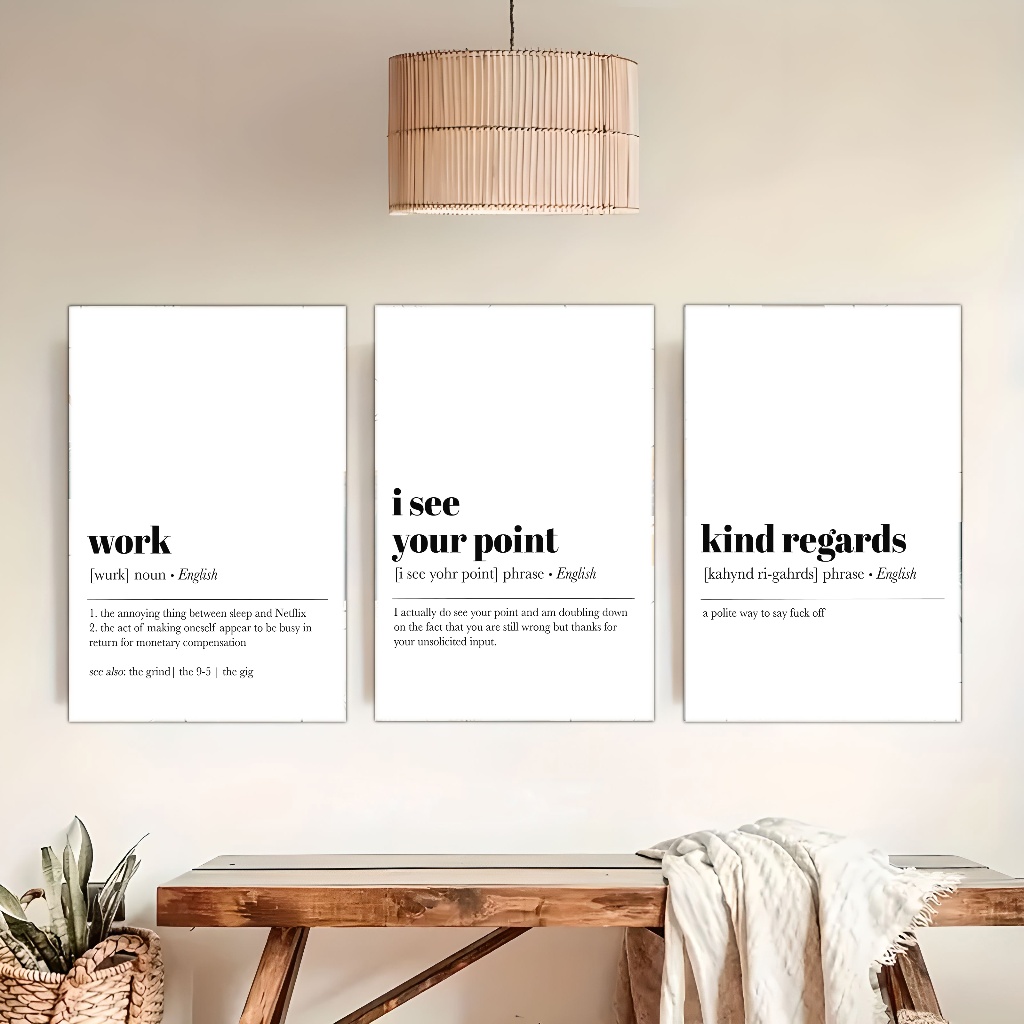 work
[wurk] noun • English
1. the annoying thing between sleep and Netflix
2. the act of making oneself appear to be busy in
return for monetary compensation
see also: the grind| the 9-5 | the gig
i see
your point
[i see yohr point] phrase • English
I actually do see your point and am doubling down
on the fact that you are still wrong but thanks for
your unsolicited input.
kind regards
[kahynd ri-gahrds] phrase • English
a polite way to say fuck off